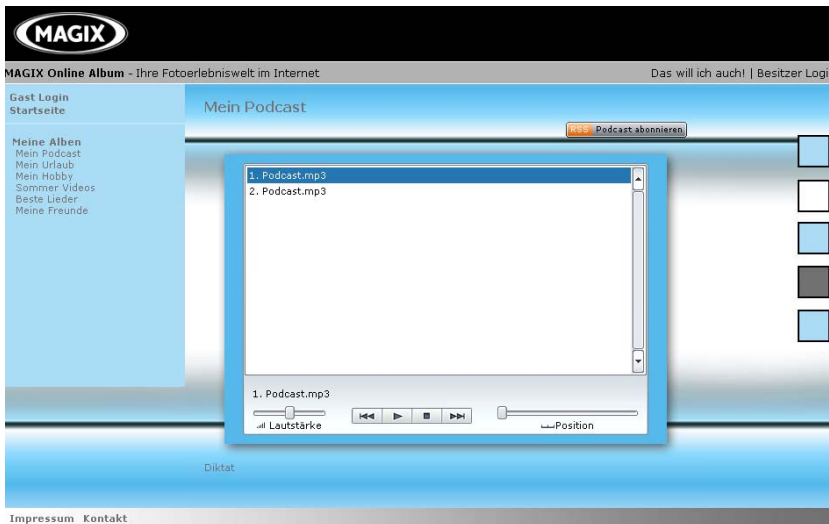 MAGIX
MAGIX Online Album - Ihre Fotoerlebniswelt im Internet
Das will ich auch! | Besitzer Logi
Gast Login
Startseite
Mein Podcast
RSS Podcast abonnieren
Meine Alben
Mein Podcast
Mein Urlaub
Mein Hobby
Sommer Videos
Beste Lieder
Meine Freunde
1. Podcast.mp3
2. Podcast.mp3
1. Podcast.mp3
Lautstärke
Position
Diktat
Impressum Kontakt